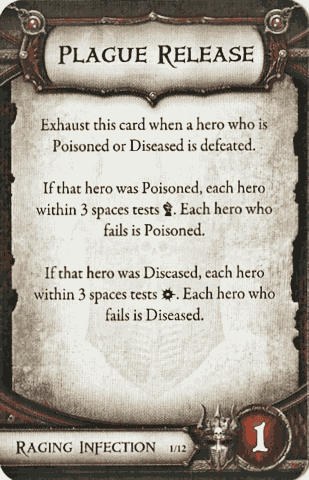 Plague Release
Exhaust this card when a hero who is
Poisoned or Diseased is defeated.
If that hero was Poisoned, each hero
within 3 spaces tests . Each hero who
fails is Poisoned.
If that hero was Diseased, each hero
within 3 spaces tests . Each hero who
fails is Diseased.
Raging Infection 1/12
1